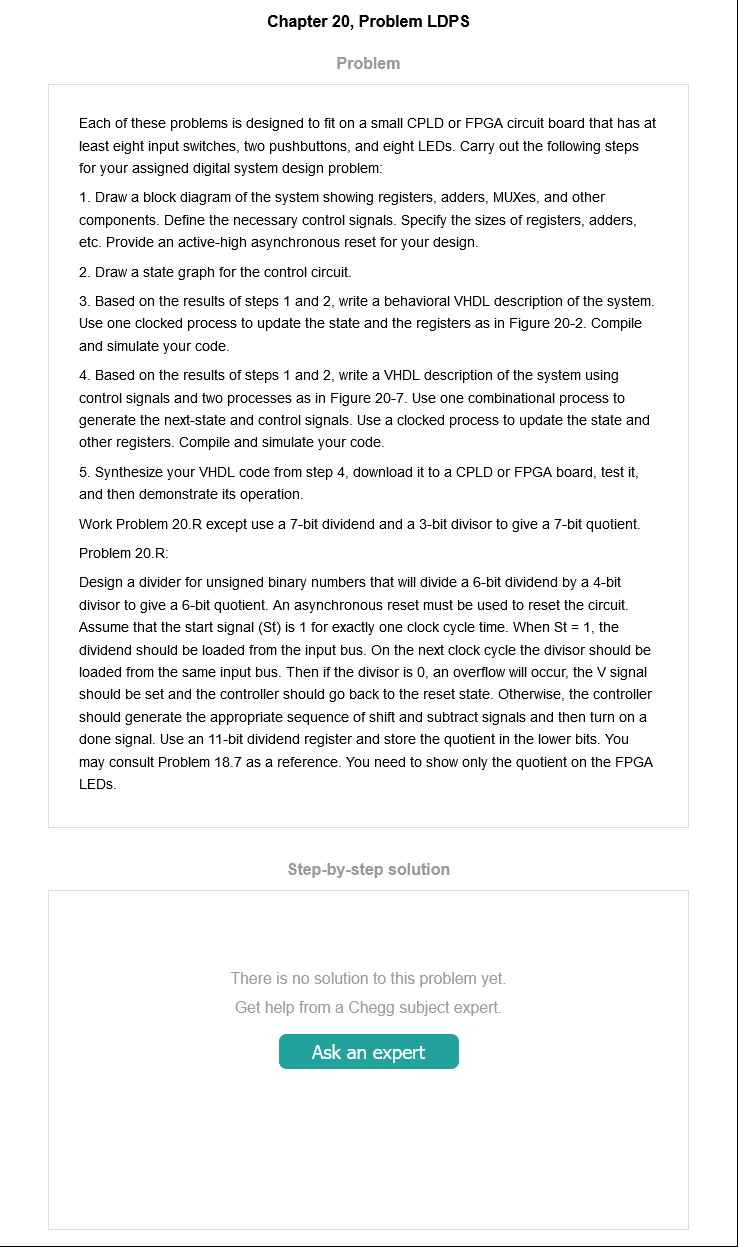 Chapter 20, Problem LDPS
Problem
Each of these problems is designed to fit on a small CPLD or FPGA circuit board that has at
least eight input switches, two pushbuttons, and eight LEDs. Carry out the following steps
for your assigned digital system design problem:
1. Draw a block diagram of the system showing registers, adders, MUXes, and other
components. Define the necessary control signals. Specify the sizes of registers, adders,
etc. Provide an active-high asynchronous reset for your design.
2. Draw a state graph for the control circuit.
3. Based on the results of steps 1 and 2, write a behavioral VHDL description of the system.
Use one clocked process to update the state and the registers as in Figure 20-2. Compile
and simulate your code.
4. Based on the results of steps 1 and 2, write a VHDL description of the system using
control signals and two processes as in Figure 20-7. Use one combinational process to
generate the next-state and control signals. Use a clocked process to update the state and
other registers. Compile and simulate your code.
5. Synthesize your VHDL code from step 4, download it to a CPLD or FPGA board, test it,
and then demonstrate its operation.
Work Problem 20.R except use a 7-bit dividend and a 3-bit divisor to give a 7-bit quotient.
Problem 20.R:
Design a divider for unsigned binary numbers that will divide a 6-bit dividend by a 4-bit
divisor to give a 6-bit quotient. An asynchronous reset must be used to reset the circuit.
Assume that the start signal (St) is 1 for exactly one clock cycle time. When St = 1, the
dividend should be loaded from the input bus. On the next clock cycle the divisor should be
loaded from the same input bus. Then if the divisor is 0, an overflow will occur, the V signal
should be set and the controller should go back to the reset state. Otherwise, the controller
should generate the appropriate sequence of shift and subtract signals and then turn on a
done signal. Use an 11-bit dividend register and store the quotient in the lower bits. You
may consult Problem 18.7 as a reference. You need to show only the quotient on the FPGA
LEDs.
Step-by-step solution
There is no solution to this problem yet.
Get help from a Chegg subject expert.
Ask an expert